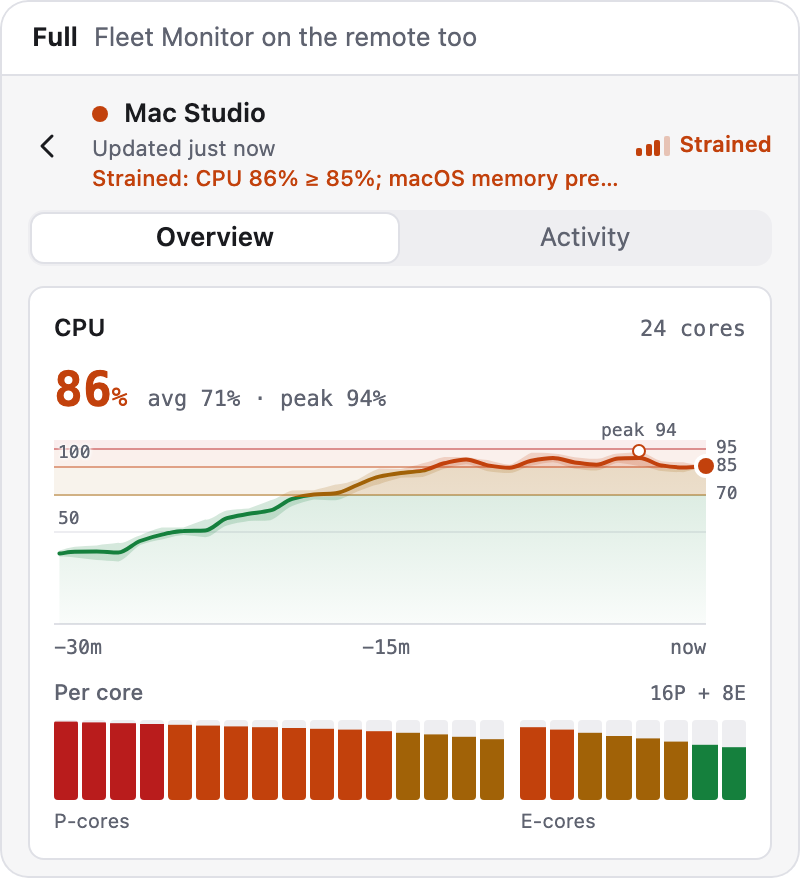 Full Fleet Monitor on the remote too
Mac Studio
Updated just now
Strained
Strained: CPU 86% ≥ 85%; macOS memory pre...
Overview
Activity
CPU
24 cores
86% avg 71% · peak 94%
peak 94
100
95
85
70
50
−30m
−15m
now
Per core
16P + 8E
P-cores
E-cores